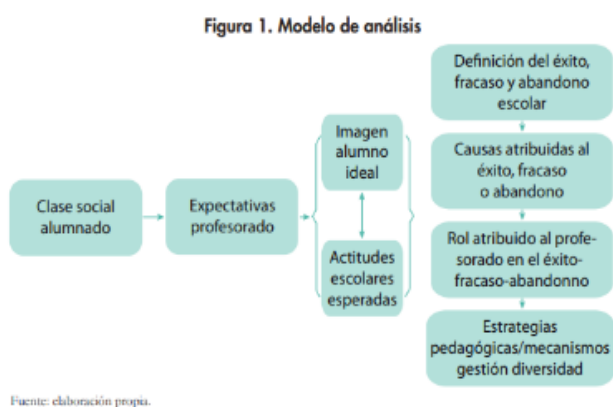 Figura 1. Modelo de análisis
Clase social
alumnado
Expectativas
profesorado
Imagen
alumno
ideal
Actitudes
escolares
esperadas
Definición del éxito,
fracaso y abandono
escolar
Causas atribuidas al
éxito, fracaso
o abandono
Rol atribuido al profe-
sorado en el éxito-
fracaso-abandonno
Estrategias
pedagógicas/mecanismos
gestión diversidad
Fuente: elaboración propia.